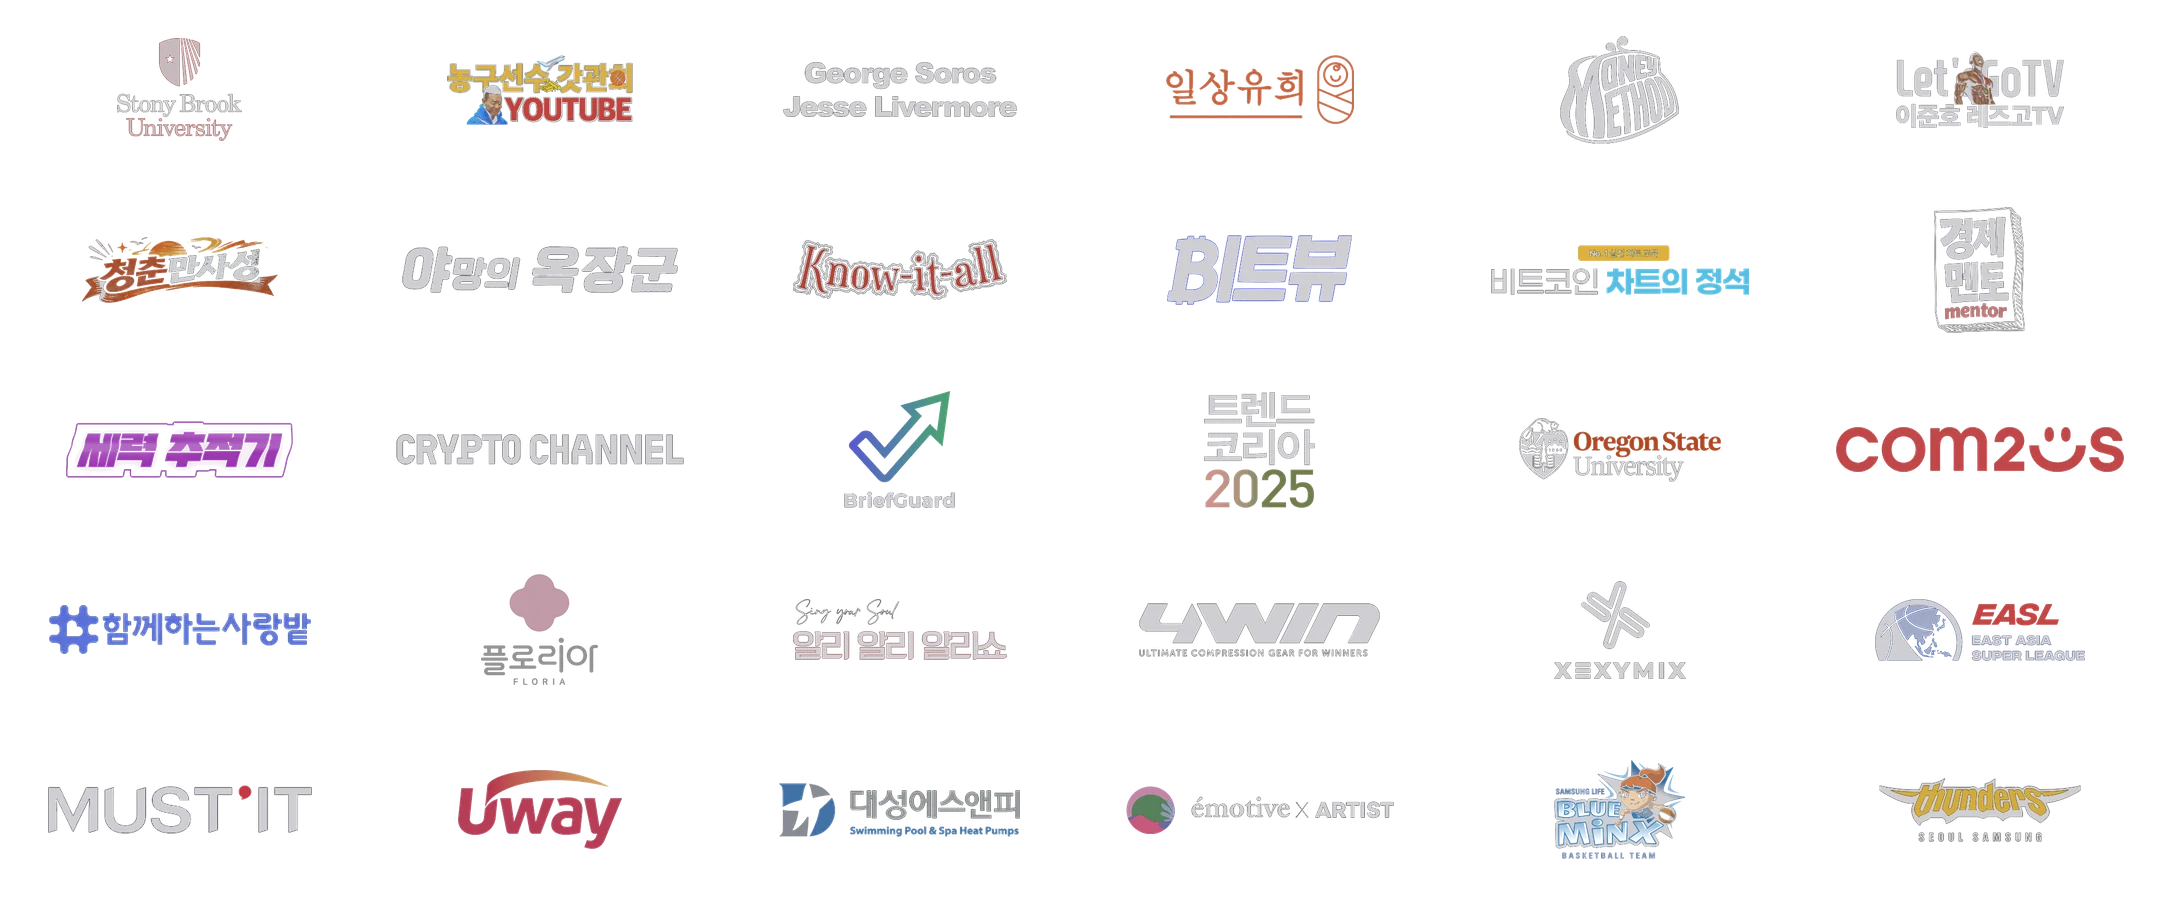 Stony Brook
University
농구선수 갓관희
YOUTUBE
George Soros
Jesse Livermore
일상유희
MONEY
METHOD
Let'sGoTV
이준호 레츠고TV
청춘만사성
야망의 옥장군
Know-it-all
비트뷰
비트코인 차트의 정석
경제
멘토
mentor
세력 추적기
CRYPTO CHANNEL
BriefGuard
트렌드
코리아
2025
Oregon State
University
com2us
#함께하는사랑밭
플로리아
FLORIA
Sing your Soul
얄리 얄리 얄리쇼
4WIN
ULTIMATE COMPRESSION GEAR FOR WINNERS
XEXYMIX
EASL
EAST ASIA
SUPER LEAGUE
MUST'IT
Uway
대성에스앤피
Swimming Pool & Spa Heat Pumps
émotive X ARTIST
SAMSUNG LIFE
BLUE
MiNX
BASKETBALL TEAM
thunders
SEOUL SAMSUNG